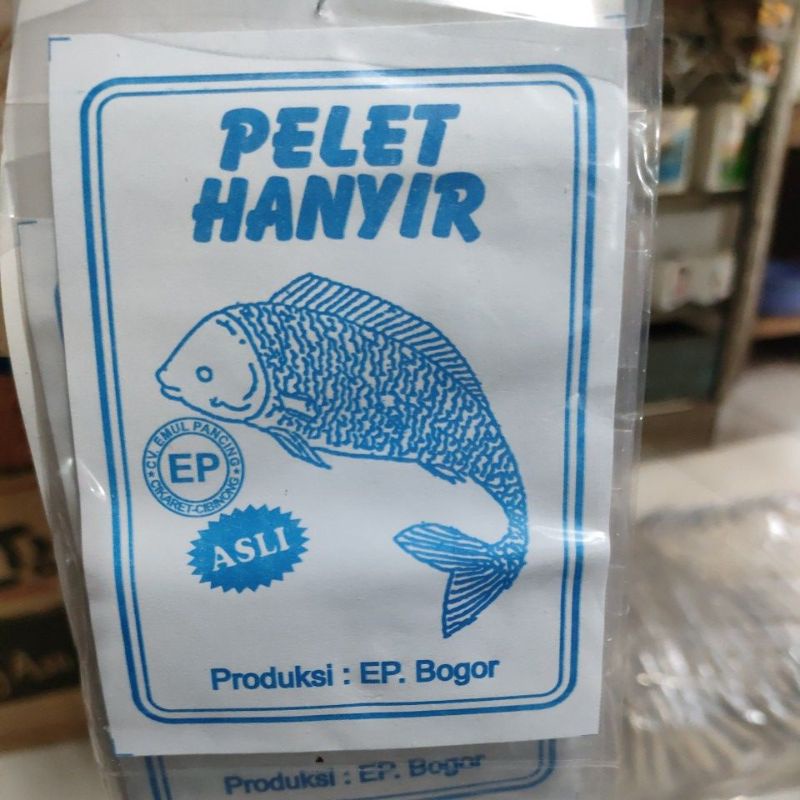 PELET
HANYIR
CV. EMUL PANCING
EP
CIKARET-CIBINONG
ASLI
Produksi : EP. Bogor
Produksi : EP. Bogor